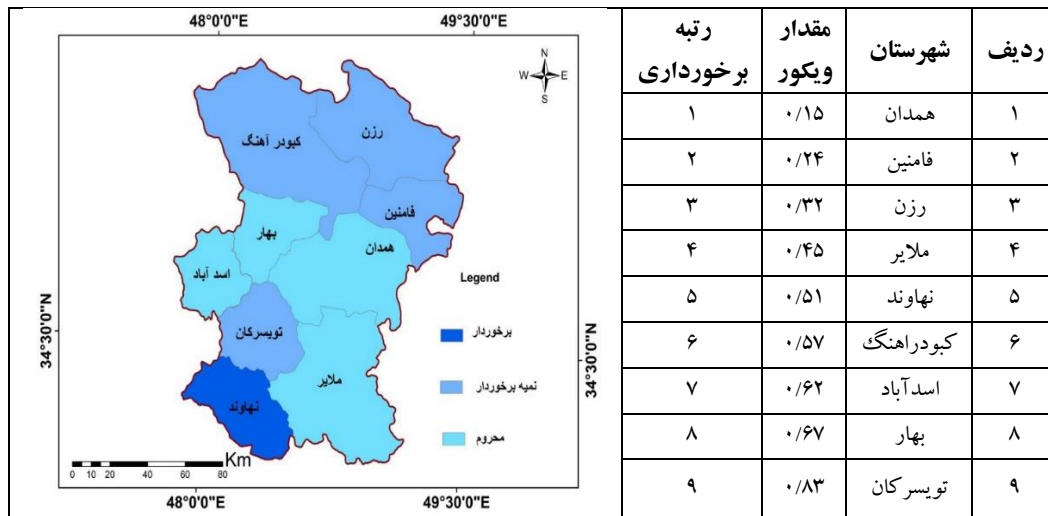 48°0'0"E
49°30'0"E
N
W
E
S
کبودر آهنگ
رزن
فامنین
بهار
همدان
اسد آباد
Legend
34°30'0"N
تویسرکان
برخوردار
34°30'0"N
ملایر
نمیه برخوردار
نهاوند
محروم
Km
0 10 20 40 60 80
48°0'0"E
49°30'0"E
ردیف شهرستان مقدار ویکور رتبه برخورداری
۱ همدان ۰/۱۵ ۱
۲ فامنین ۰/۲۴ ۲
۳ رزن ۰/۳۲ ۳
۴ ملایر ۰/۴۵ ۴
۵ نهاوند ۰/۵۱ ۵
۶ کبودراهنگ ۰/۵۷ ۶
۷ اسدآباد ۰/۶۲ ۷
۸ بهار ۰/۶۷ ۸
۹ تویسرکان ۰/۸۳ ۹